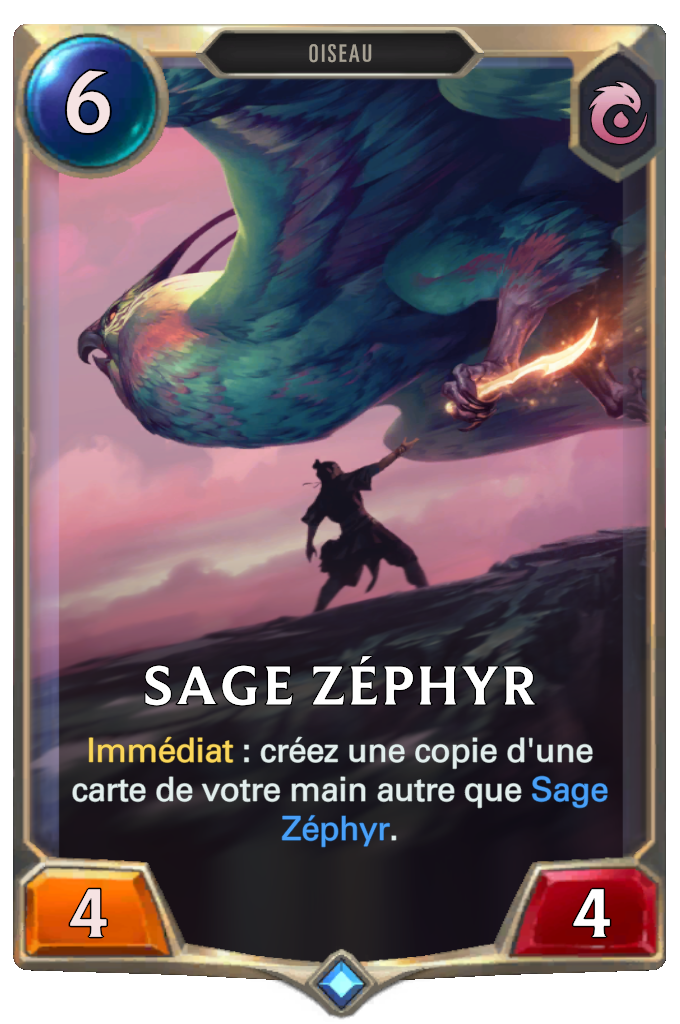 OISEAU
6
SAGE ZÉPHYR
Immédiat : créez une copie d'une
carte de votre main autre que Sage
Zéphyr.
4
4